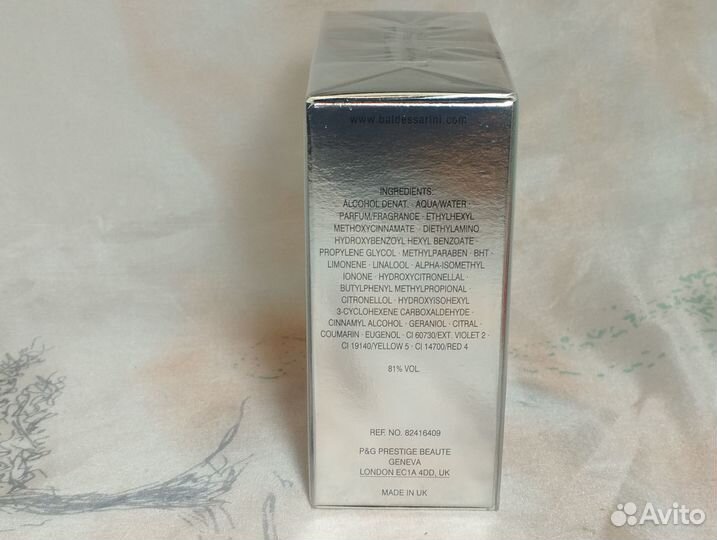 www.baldessarini.com
INGREDIENTS:
ALCOHOL DENAT. · AQUA/WATER ·
PARFUM/FRAGRANCE · ETHYLHEXYL
METHOXYCINNAMATE · DIETHYLAMINO
HYDROXYBENZOYL HEXYL BENZOATE ·
PROPYLENE GLYCOL · METHYLPARABEN · BHT ·
LIMONENE · LINALOOL · ALPHA-ISOMETHYL
IONONE · HYDROXYCITRONELLAL ·
BUTYLPHENYL METHYLPROPIONAL ·
CITRONELLOL · HYDROXYISOHEXYL
3-CYCLOHEXENE CARBOXALDEHYDE ·
CINNAMYL ALCOHOL · GERANIOL · CITRAL ·
COUMARIN · EUGENOL · CI 60730/EXT. VIOLET 2 ·
CI 19140/YELLOW 5 · CI 14700/RED 4
81% VOL.
REF. NO. 82416409
P&G PRESTIGE BEAUTE
GENEVA
LONDON EC1A 4DD, UK
MADE IN UK
Avito